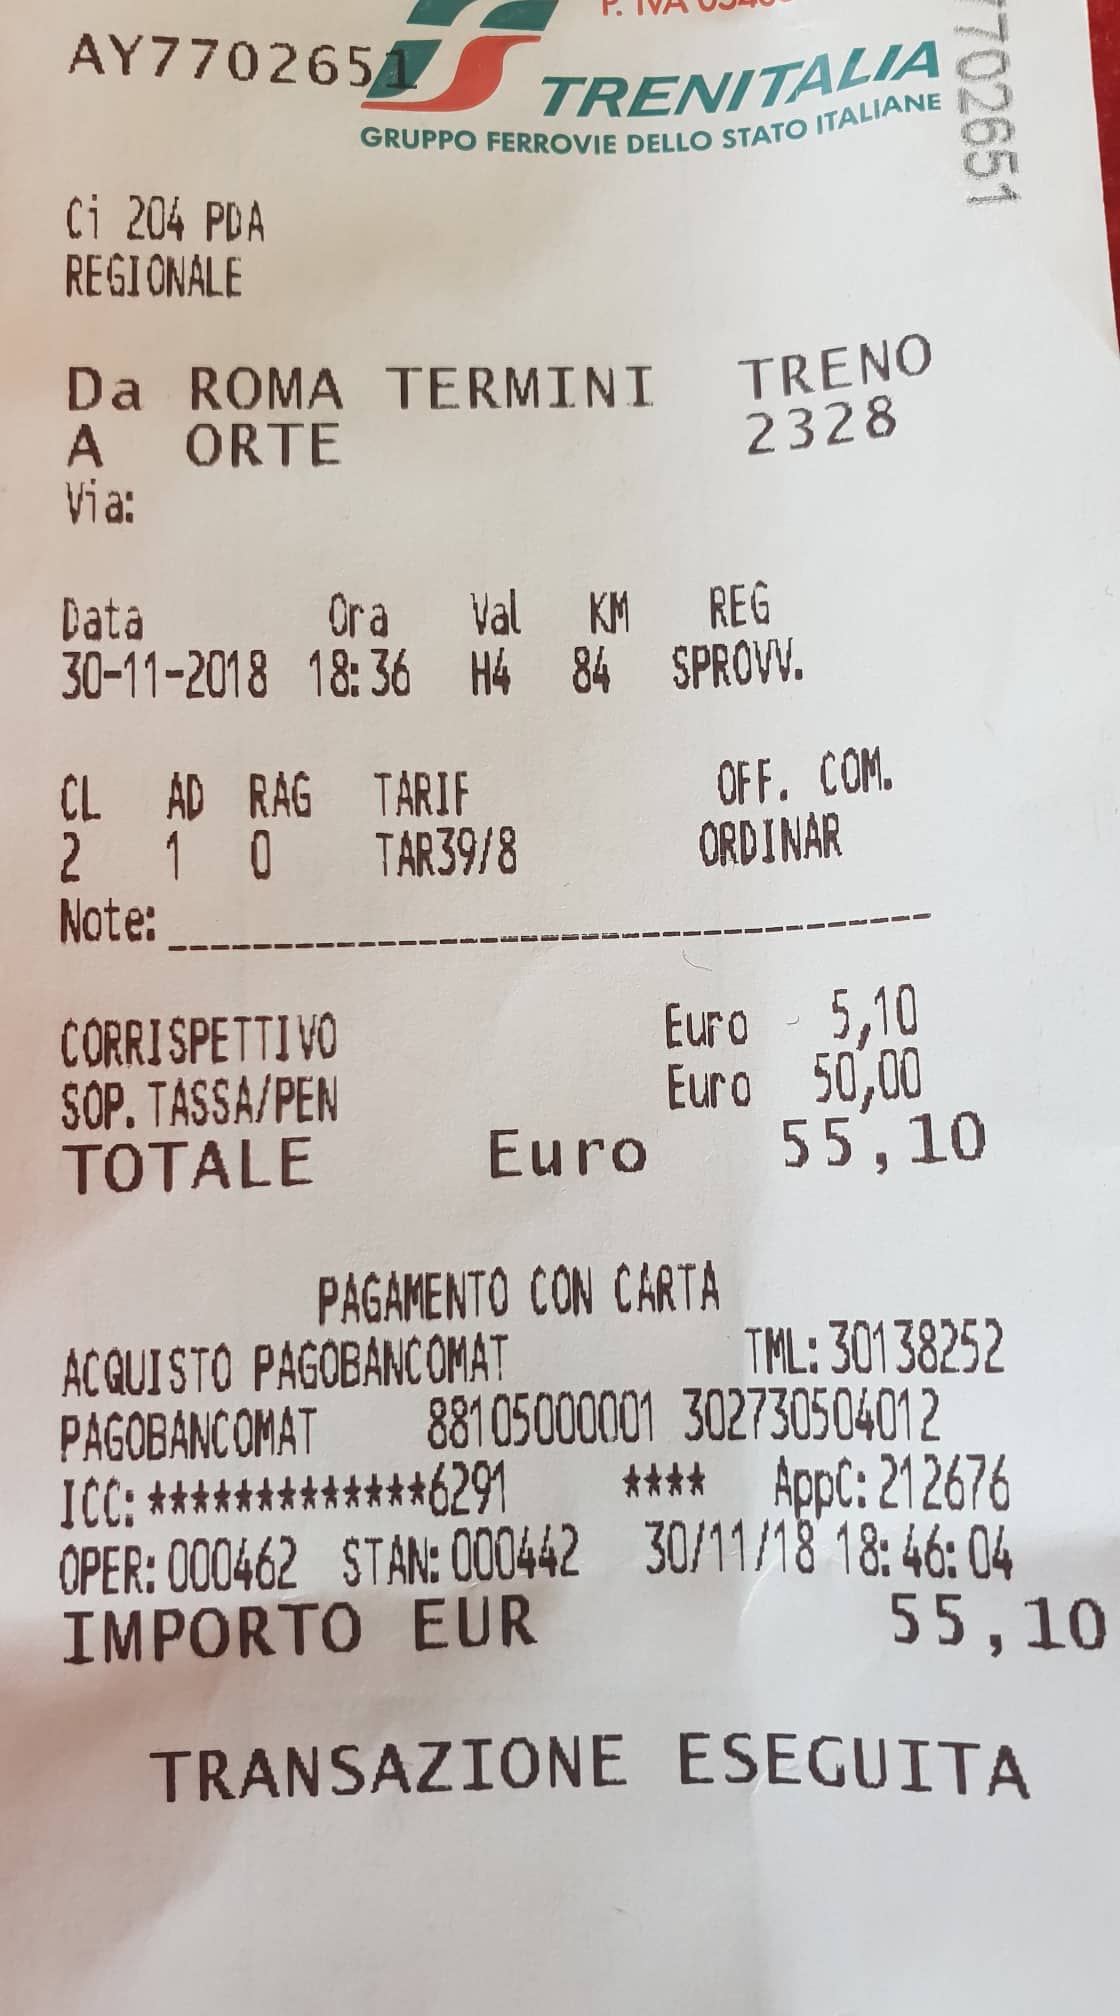 P. IVA
AY7702651
TRENITALIA
GRUPPO FERROVIE DELLO STATO ITALIANE
7702651
Ci 204 PDA
REGIONALE
Da ROMA TERMINI TRENO
A ORTE 2328
Via:
Data Ora Val KM REG
30-11-2018 18:36 H4 84 SPROVV.
CL AD RAG TARIF OFF. COM.
2 1 0 TAR39/8 ORDINAR
Note:
CORRISPETTIVO Euro 5,10
SOP. TASSA/PEN Euro 50,00
TOTALE Euro 55,10
PAGAMENTO CON CARTA
ACQUISTO PAGOBANCOMAT TML:30138252
PAGOBANCOMAT 88105000001 302730504012
ICC:*************6291 **** AppC:212676
OPER:000462 STAN:000442 30/11/18 18:46:04
IMPORTO EUR 55,10
TRANSAZIONE ESEGUITA